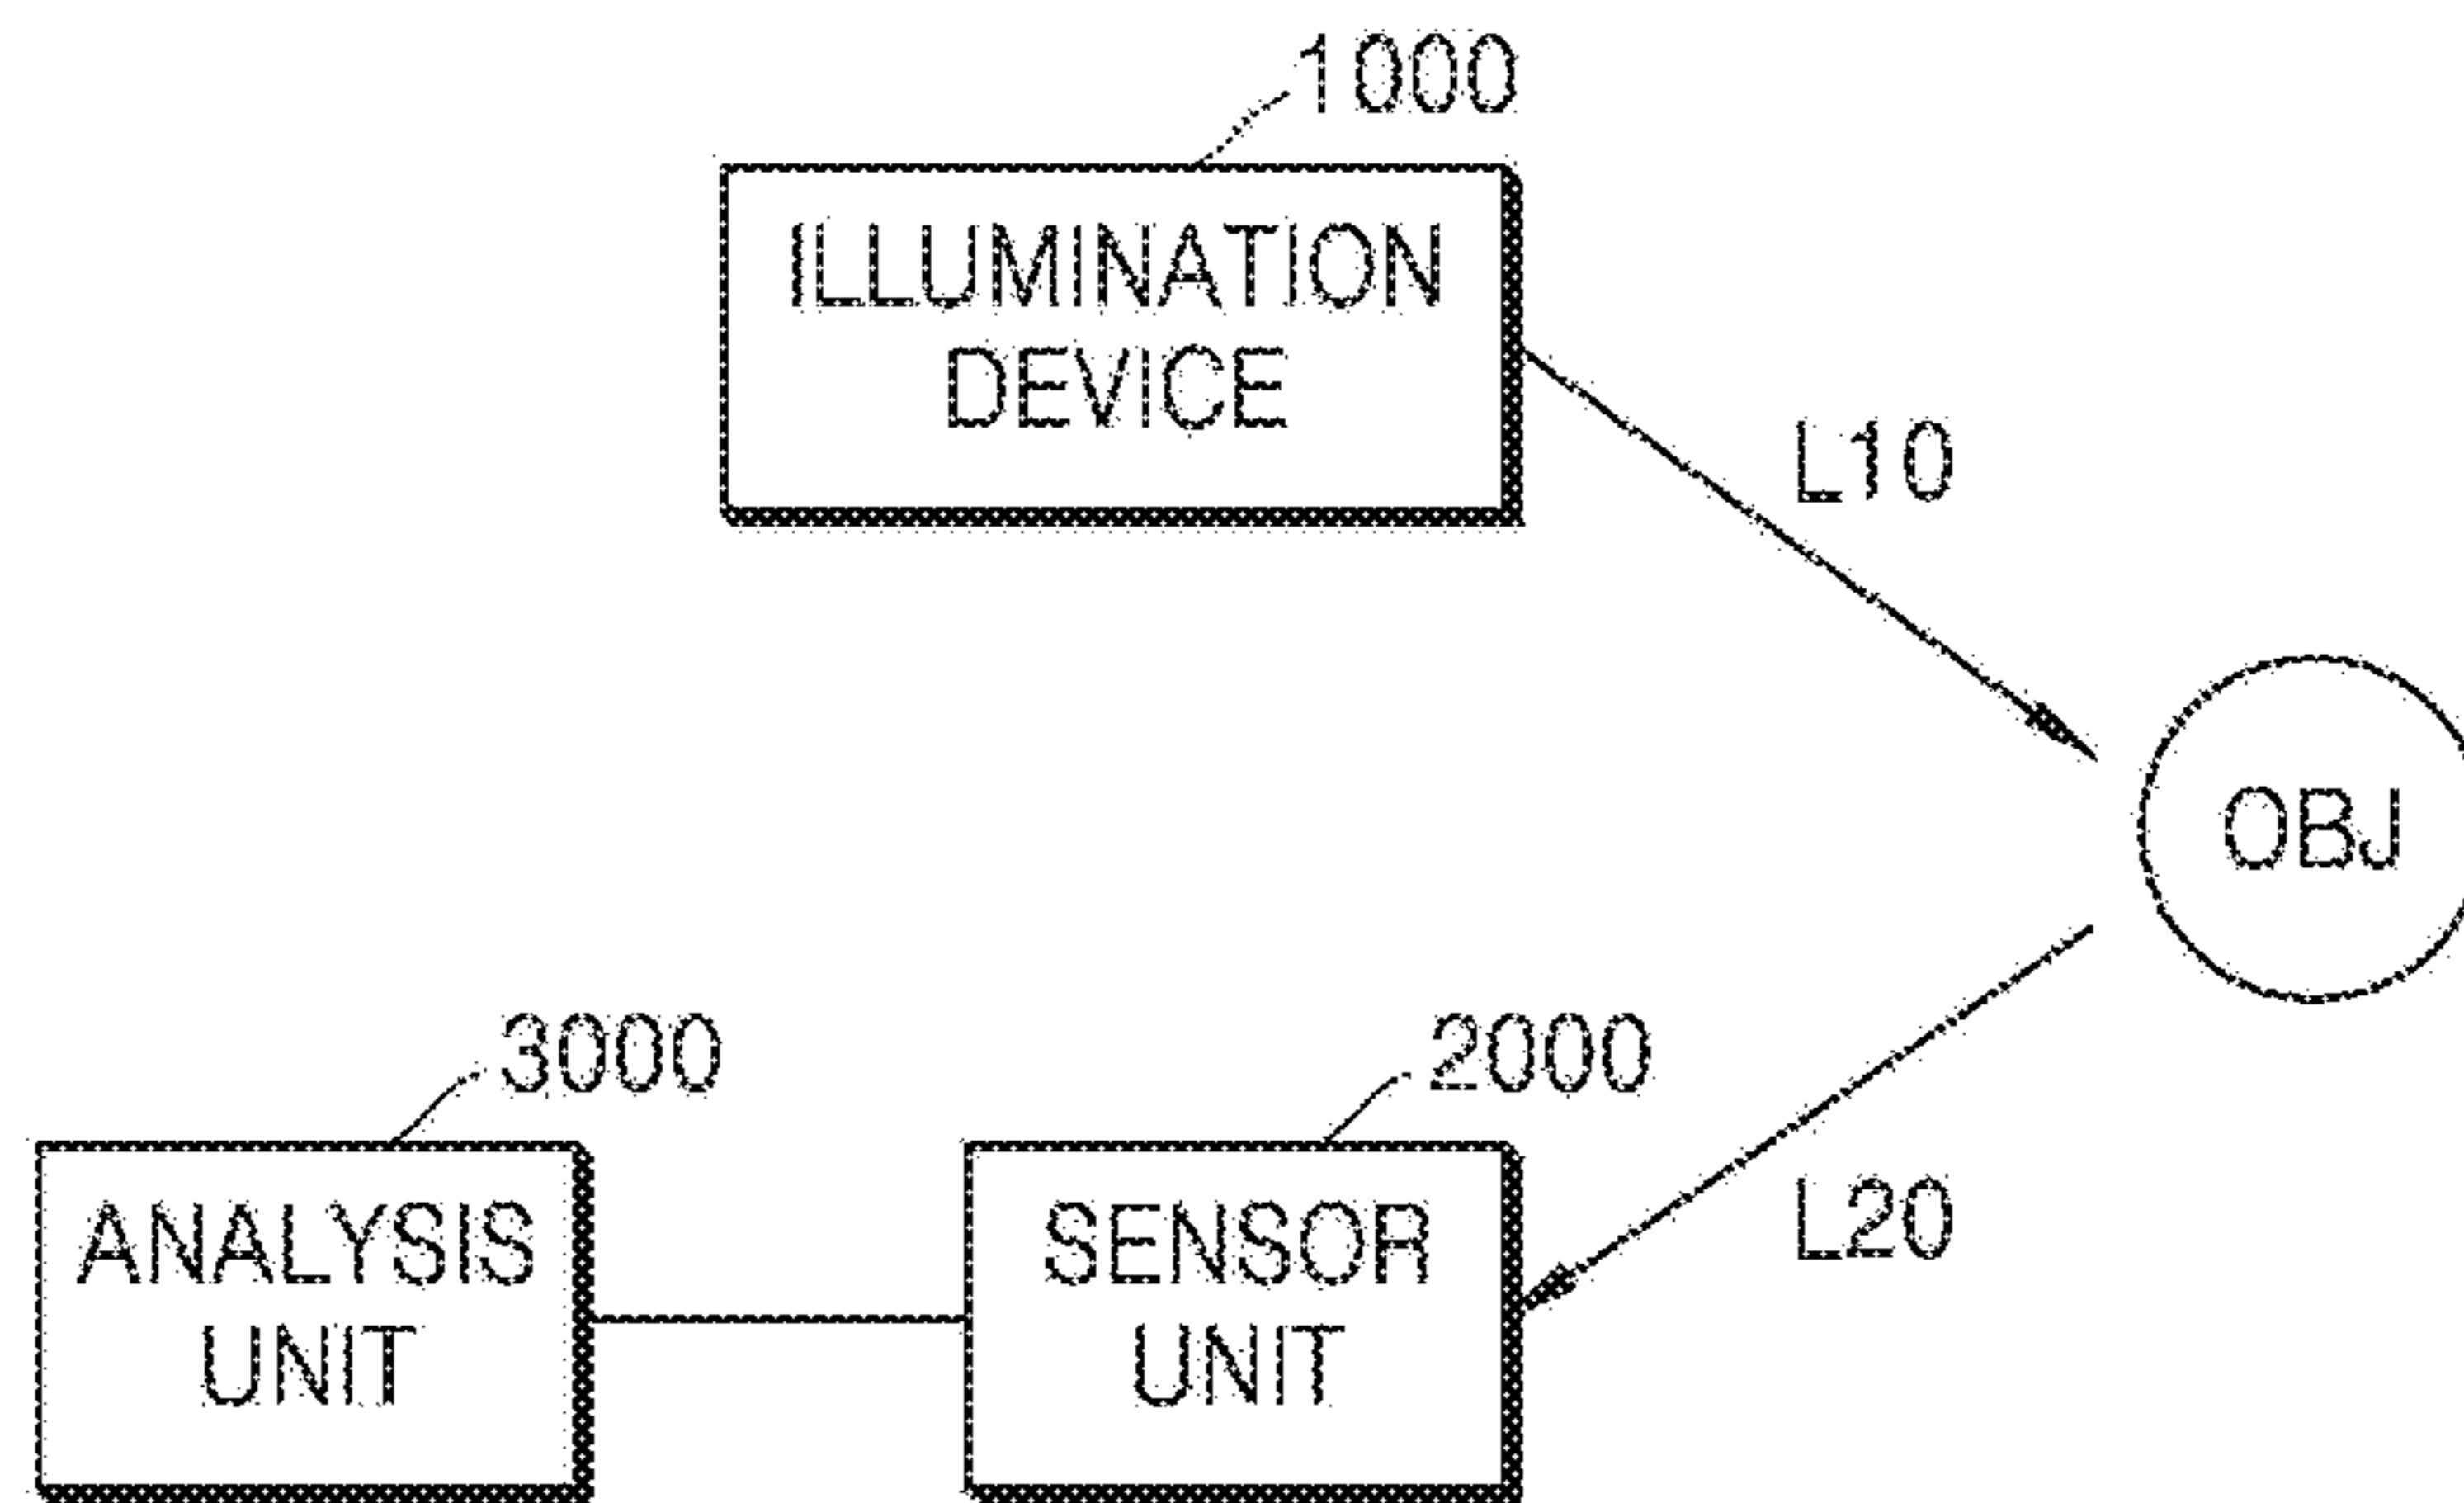 1000
ILLUMINATION
DEVICE
L10
OBJ
3000
2000
ANALYSIS
UNIT
SENSOR
UNIT
L20